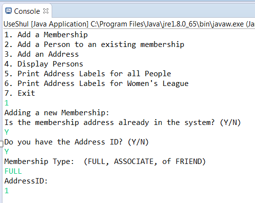 Console
UseShul [Java Application] C:\Program Files\Java\jre1.8.0_65\bin\javaw.exe (
1. Add a Membership
2. Add a Person to an existing membership
3. Add an Address
4. Display Persons
5. Print Address Labels for all People
6. Print Address Labels for Women's League
7. Exit
1
Adding a new Membership:
Is the membership address already in the system? (Y/N)
Y
Do you have the Address ID? (Y/N)
Y
Membership Type:  (FULL, ASSOCIATE, of FRIEND)
FULL
AddressID:
1